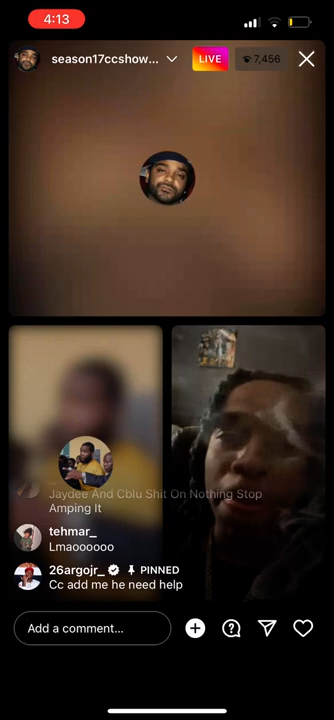 4:13
season17ccshow...
LIVE
7,456
Jaydee And Cblu Shit On Nothing Stop
Amping It
tehmar_
Lmaoooooo
26argojr_ PINNED
Cc add me he need help
Add a comment...